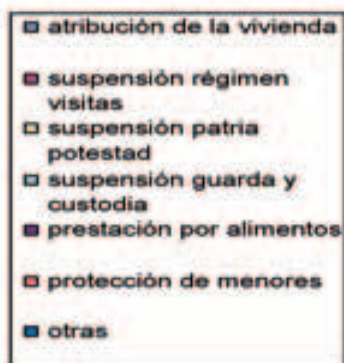 atribución de la vivienda
suspensión régimen
visitas
suspensión patria
potestad
suspensión guarda y
custodia
prestación por alimentos
protección de menores
otras